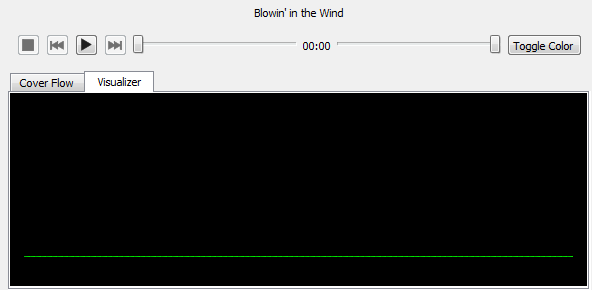 Blowin' in the Wind
00:00
Toggle Color
Cover Flow
Visualizer